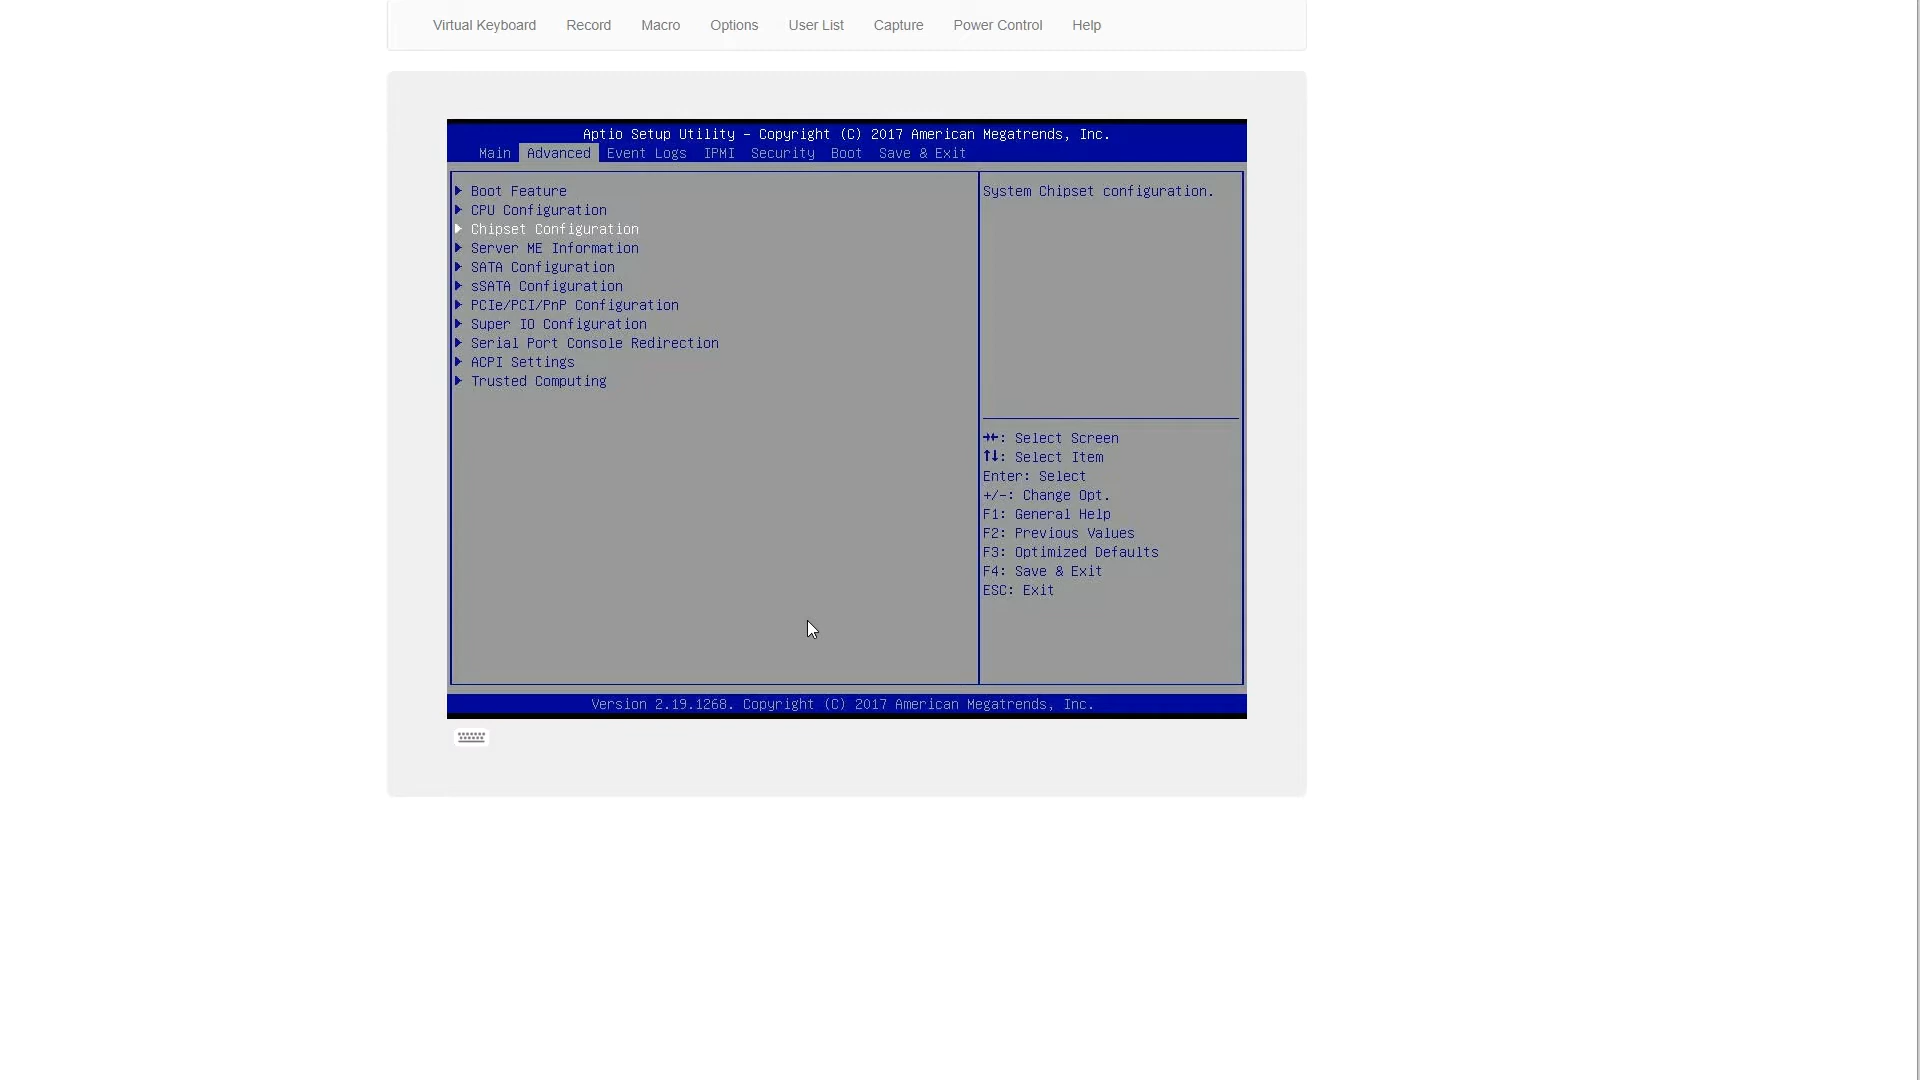 Virtual Keyboard Record Macro Options User List Capture Power Control Help
Aptio Setup Utility - Copyright (C) 2017 American Megatrends, Inc.
Main Advanced Event Logs IPMI Security Boot Save & Exit
Boot Feature
CPU Configuration
Chipset Configuration
Server ME Information
SATA Configuration
sSATA Configuration
PCIe/PCI/PnP Configuration
Super IO Configuration
Serial Port Console Redirection
ACPI Settings
Trusted Computing
System Chipset configuration.
→←: Select Screen
↑↓: Select Item
Enter: Select
+/-: Change Opt.
F1: General Help
F2: Previous Values
F3: Optimized Defaults
F4: Save & Exit
ESC: Exit
Version 2.19.1268. Copyright (C) 2017 American Megatrends, Inc.